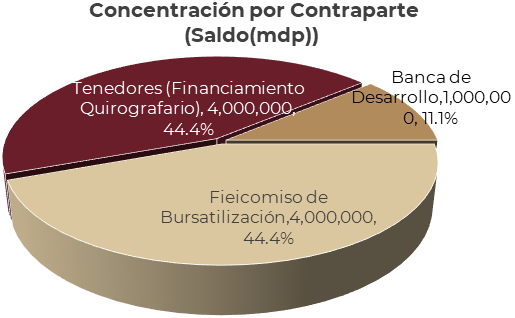 Concentración por Contraparte
(Saldo(mdp))
Tenedores (Financiamiento
Quirografario), 4,000,000,
44.4%
Banca de
Desarrollo,1,000,00
0, 11.1%
Fieicomiso de
Bursatilización,4,000,000,
44.4%